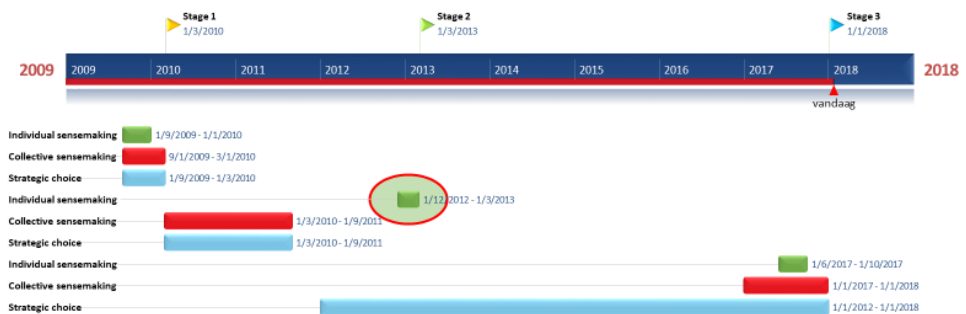 Stage 1
1/3/2010
Stage 2
1/3/2013
Stage 3
1/1/2018
2009 2009 2010 2011 2012 2013 2014 2015 2016 2017 2018 2018
vandaag
Individual sensemaking 1/9/2009 - 1/1/2010
Collective sensemaking 9/1/2009 - 3/1/2010
Strategic choice 1/9/2009 - 1/3/2010
Individual sensemaking 1/12/2012 - 1/3/2013
Collective sensemaking 1/3/2010 - 1/9/2011
Strategic choice 1/3/2010 - 1/9/2011
Individual sensemaking 1/6/2017 - 1/10/2017
Collective sensemaking 1/1/2017 - 1/1/2018
Strategic choice 1/1/2012 - 1/1/2018